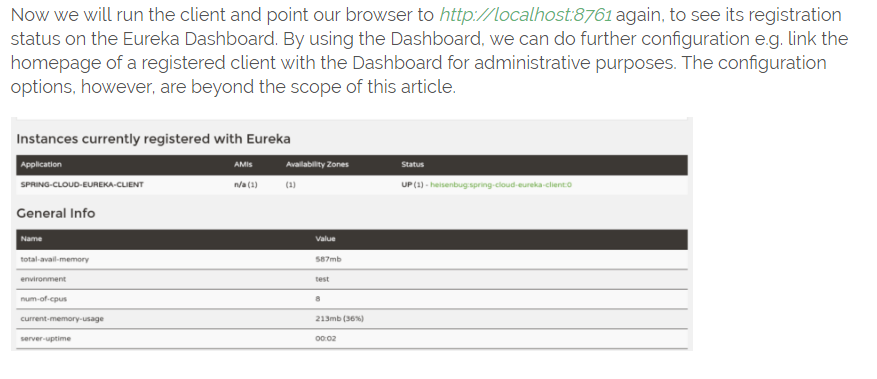 Now we will run the client and point our browser to http://localhost:8761 again, to see its registration
status on the Eureka Dashboard. By using the Dashboard, we can do further configuration e.g. link the
homepage of a registered client with the Dashboard for administrative purposes. The configuration
options, however, are beyond the scope of this article.
Instances currently registered with Eureka
Application AMIs Availability Zones Status
SPRING-CLOUD-EUREKA-CLIENT n/a (1) (1) UP (1) - heisenbug:spring-cloud-eureka-client:0
General Info
Name Value
total-avail-memory 587mb
environment test
num-of-cpus 8
current-memory-usage 213mb (36%)
server-uptime 00:02